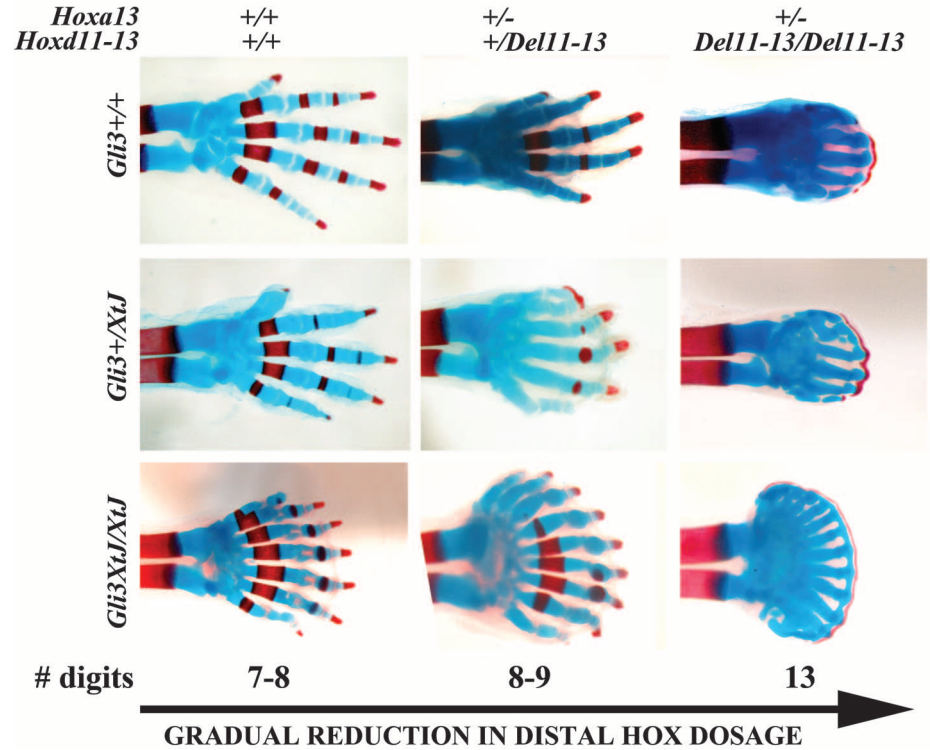 Hoxa13 +/+ +/- +/-
Hoxd11-13 +/+ +/Del11-13 Del11-13/Del11-13
Gli3+/+
Gli3+/XtJ
Gli3XtJ/XtJ
# digits 7-8 8-9 13
GRADUAL REDUCTION IN DISTAL HOX DOSAGE